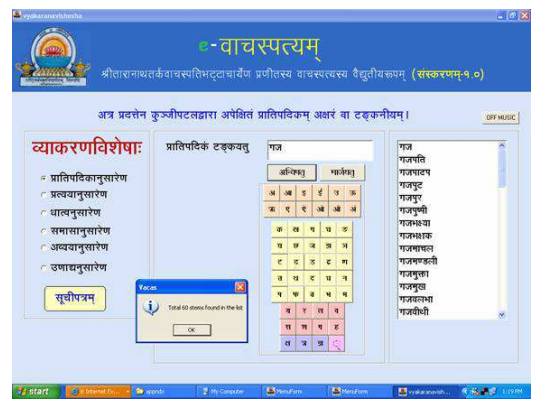 vyakaranavishesha
e-वाचस्पत्यम्
श्रीतारानाथतर्कवाचस्पतिभट्टाचार्येण प्रणीतस्य वाचस्पत्यस्य वैद्युतीयरूपम् (संस्करणम्-१.०)
अत्र प्रदत्तेन कुञ्जीपटलद्वारा अपेक्षितं प्रातिपदिकम् अक्षरं वा टङ्कनीयम्।
OFF MUSIC
व्याकरणविशेषाः
प्रातिपदिकानुसारेण
प्रत्ययानुसारेण
धात्वनुसारेण
समासानुसारेण
अव्ययानुसारेण
उणाद्यनुसारेण
सूचीपत्रम्
प्रातिपदिकं टङ्कयतु
गज
अन्विष्यतु मार्जयतु
अ आ इ ई उ ऊ
ऋ ए ऐ ओ औ अं
क ख ग घ ङ
च छ ज झ ञ
ट ठ ड ढ ण
त थ द ध न
प फ ब भ म
य र ल व
श ष स ह
क्ष त्र ज्ञ
गज
गजपति
गजपाटप
गजपुट
गजपुर
गजपुष्पी
गजभक्ष्या
गजभक्षक
गजमाचल
गजमण्डली
गजमुक्ता
गजमुख
गजवल्लभा
गजवीथी
Vacas
Total 60 stems found in the list
OK
start
Internet Ex...
appndx
My Computer
MenuForm
MenuForm
vyakaranavish...
1:19 PM